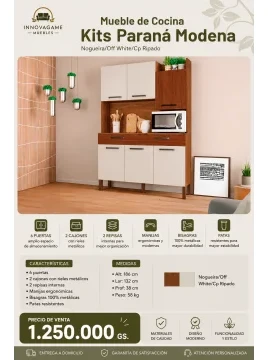 INNOVAGAME
MUEBLES
Mueble de Cocina
Kits Paraná Modena
Nogueira/Off White/Cp Ripado
6 PUERTAS
amplio espacio
de almacenamiento
2 CAJONES
con rieles
metálicos
2 REPISAS
internas para
mejor organización
MANIJAS
ergonómicas y
modernas
BISAGRAS
100% metálicas
mayor durabilidad
PATAS
resistentes para
mayor estabilidad
CARACTERÍSTICAS
• 6 puertas
• 2 cajones con rieles metálicos
• 2 repisas internas
• Manijas ergonómicas
• Bisagras 100% metálicas
• Patas resistentes
MEDIDAS
• Alt: 186 cm
• Lar: 132 cm
• Prof: 38 cm
• Peso: 58 kg
Nogueira/Off
White/Cp Ripado
PRECIO DE VENTA
1.250.000 GS.
MATERIALES
DE CALIDAD
DISEÑO
MODERNO
FUNCIONALIDAD
Y ESTILO
ENTREGA A DOMICILIO
GARANTÍA DE SATISFACCIÓN
ATENCIÓN PERSONALIZADA